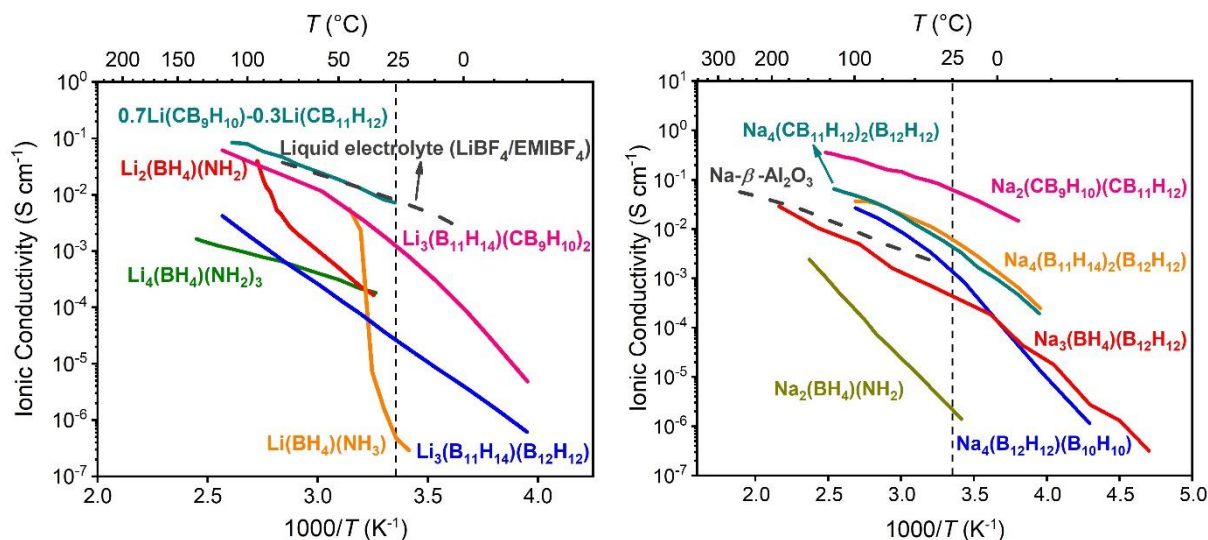 T (°C)
200 150 100 50 25 0
10⁰
10⁻¹
10⁻²
10⁻³
10⁻⁴
10⁻⁵
10⁻⁶
10⁻⁷
Ionic Conductivity (S cm⁻¹)
0.7Li(CB₉H₁₀)-0.3Li(CB₁₁H₁₂)
Liquid electrolyte (LiBF₄/EMIBF₄)
Li₂(BH₄)(NH₂)
Li₃(B₁₁H₁₄)(CB₉H₁₀)₂
Li₄(BH₄)(NH₂)₃
Li(BH₄)(NH₃)
Li₃(B₁₁H₁₄)(B₁₂H₁₂)
2.0 2.5 3.0 3.5 4.0
1000/T (K⁻¹)
T (°C)
300 200 100 25 0
10¹
10⁰
10⁻¹
10⁻²
10⁻³
10⁻⁴
10⁻⁵
10⁻⁶
10⁻⁷
Ionic Conductivity (S cm⁻¹)
Na₄(CB₁₁H₁₂)₂(B₁₂H₁₂)
Na-β-Al₂O₃
Na₂(CB₉H₁₀)(CB₁₁H₁₂)
Na₄(B₁₁H₁₄)₂(B₁₂H₁₂)
Na₃(BH₄)(B₁₂H₁₂)
Na₂(BH₄)(NH₂)
Na₄(B₁₂H₁₂)(B₁₀H₁₀)
2.0 2.5 3.0 3.5 4.0 4.5 5.0
1000/T (K⁻¹)